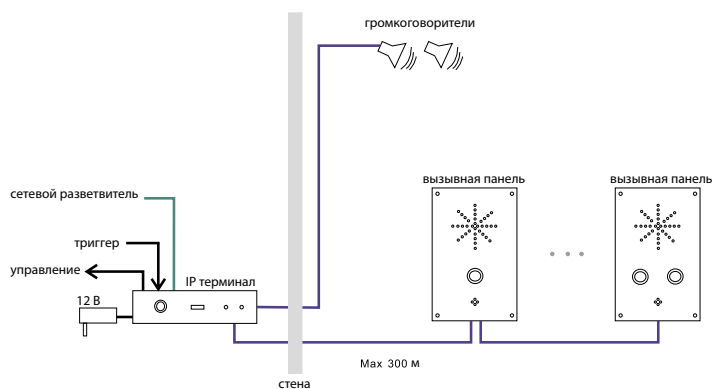 громкоговорители
вызывная панель
вызывная панель
сетевой разветвитель
триггер
управление
IP терминал
12 В
Max 300 м
стена